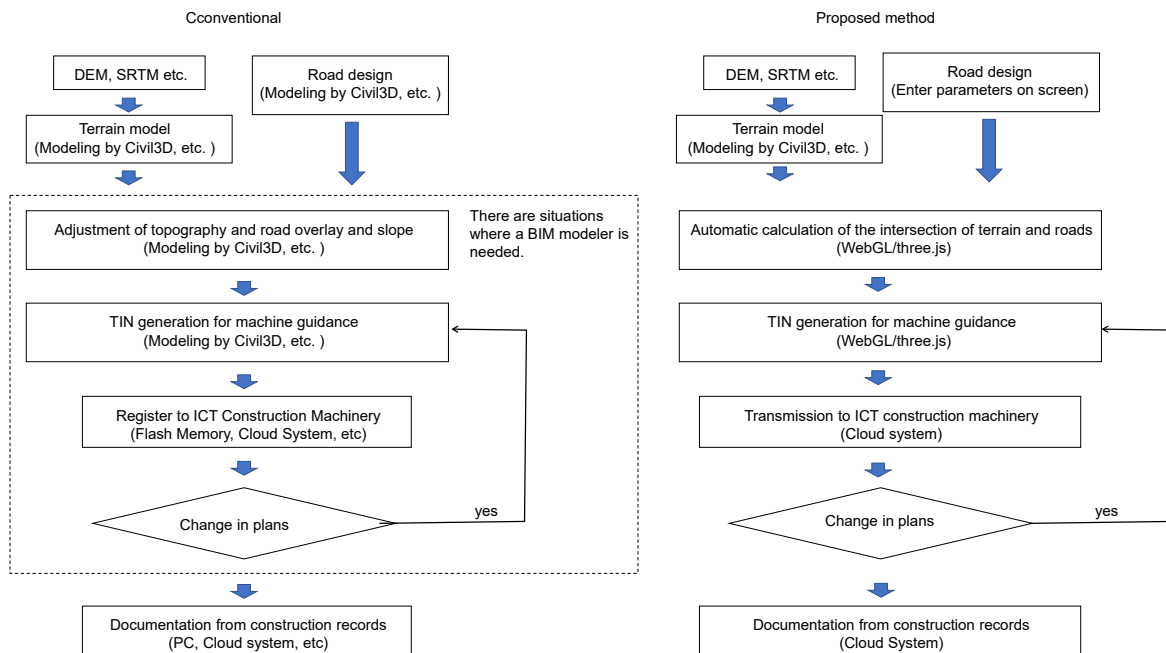 Cconventional
DEM, SRTM etc.
Road design
(Modeling by Civil3D, etc. )
Terrain model
(Modeling by Civil3D, etc. )
There are situations
where a BIM modeler is
needed.
Adjustment of topography and road overlay and slope
(Modeling by Civil3D, etc. )
TIN generation for machine guidance
(Modeling by Civil3D, etc. )
Register to ICT Construction Machinery
(Flash Memory, Cloud System, etc)
Change in plans
yes
Documentation from construction records
(PC, Cloud system, etc)
Proposed method
DEM, SRTM etc.
Road design
(Enter parameters on screen)
Terrain model
(Modeling by Civil3D, etc. )
Automatic calculation of the intersection of terrain and roads
(WebGL/three.js)
TIN generation for machine guidance
(WebGL/three.js)
Transmission to ICT construction machinery
(Cloud system)
Change in plans
yes
Documentation from construction records
(Cloud System)